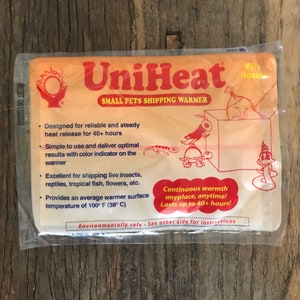 UniHeat
40+
Hours
SMALL PETS SHIPPING WARMER
• Designed for reliable and steady
heat release for 40+ hours
• Simple to use and deliver optimal
results with color indicator on the
warmer
• Excellent for shipping live insects,
reptiles, tropical fish, flowers, etc.
• Provides an average warmer surface
temperature of 100° F (38° C)
Continuous warmth
anyplace, anytime!
Lasts up to 40+ hours!
Environmentally safe - See other side for instructions